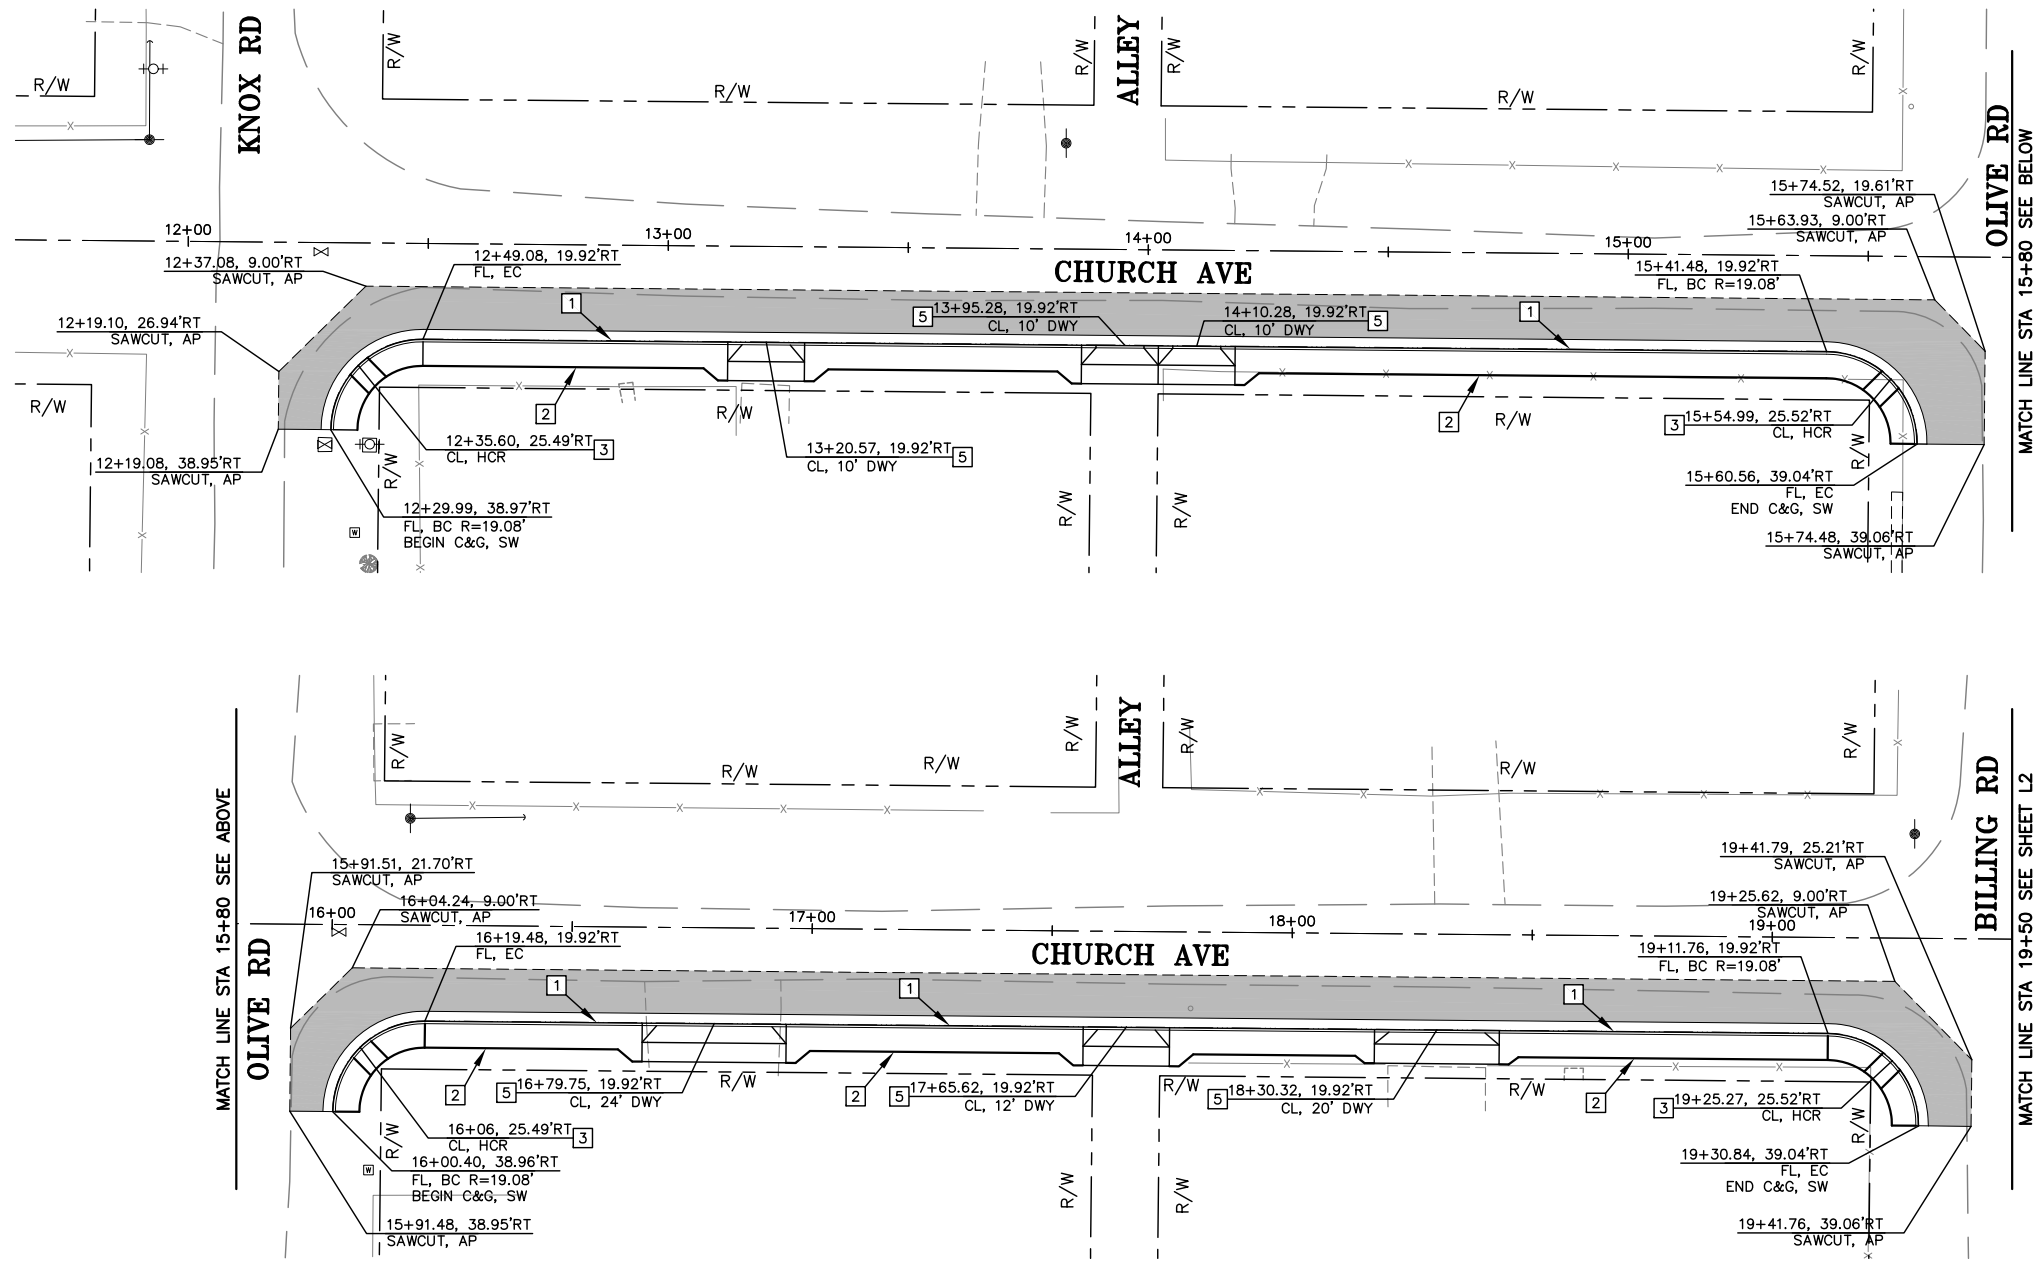 KNOX RD
R/W
R/W
R/W
ALLEY
R/W
R/W
R/W
R/W
OLIVE RD
MATCH LINE STA 15+80 SEE BELOW
15+74.52, 19.61'RT
SAWCUT, AP
15+63.93, 9.00'RT
SAWCUT, AP
12+00
13+00
14+00
15+00
12+37.08, 9.00'RT
SAWCUT, AP
12+49.08, 19.92'RT
FL, EC
CHURCH AVE
15+41.48, 19.92'RT
FL, BC R=19.08'
12+19.10, 26.94'RT
SAWCUT, AP
1
5
13+95.28, 19.92'RT
CL, 10' DWY
14+10.28, 19.92'RT
5
CL, 10' DWY
1
R/W
2
R/W
2
R/W
3
15+54.99, 25.52'RT
CL, HCR
12+35.60, 25.49'RT
3
CL, HCR
13+20.57, 19.92'RT
5
CL, 10' DWY
12+19.08, 38.95'RT
SAWCUT, AP
R/W
R/W
R/W
R/W
15+60.56, 39.04'RT
FL, EC
END C&G, SW
12+29.99, 38.97'RT
FL, BC R=19.08'
BEGIN C&G, SW
W
15+74.48, 39.06'RT
SAWCUT, AP
R/W
R/W
R/W
R/W
ALLEY
R/W
R/W
R/W
BILLING RD
MATCH LINE STA 15+80 SEE ABOVE
MATCH LINE STA 19+50 SEE SHEET L2
15+91.51, 21.70'RT
SAWCUT, AP
19+41.79, 25.21'RT
SAWCUT, AP
16+04.24, 9.00'RT
SAWCUT, AP
19+25.62, 9.00'RT
SAWCUT, AP
16+00
17+00
18+00
19+00
OLIVE RD
16+19.48, 19.92'RT
FL, EC
CHURCH AVE
19+11.76, 19.92'RT
FL, BC R=19.08'
1
1
1
2
5
16+79.75, 19.92'RT
CL, 24' DWY
R/W
2
5
17+65.62, 19.92'RT
CL, 12' DWY
R/W
5
18+30.32, 19.92'RT
CL, 20' DWY
R/W
2
3
19+25.27, 25.52'RT
CL, HCR
16+06, 25.49'RT
3
CL, HCR
R/W
R/W
R/W
R/W
16+00.40, 38.96'RT
FL, BC R=19.08'
BEGIN C&G, SW
W
19+30.84, 39.04'RT
FL, EC
END C&G, SW
15+91.48, 38.95'RT
SAWCUT, AP
19+41.76, 39.06'RT
SAWCUT, AP